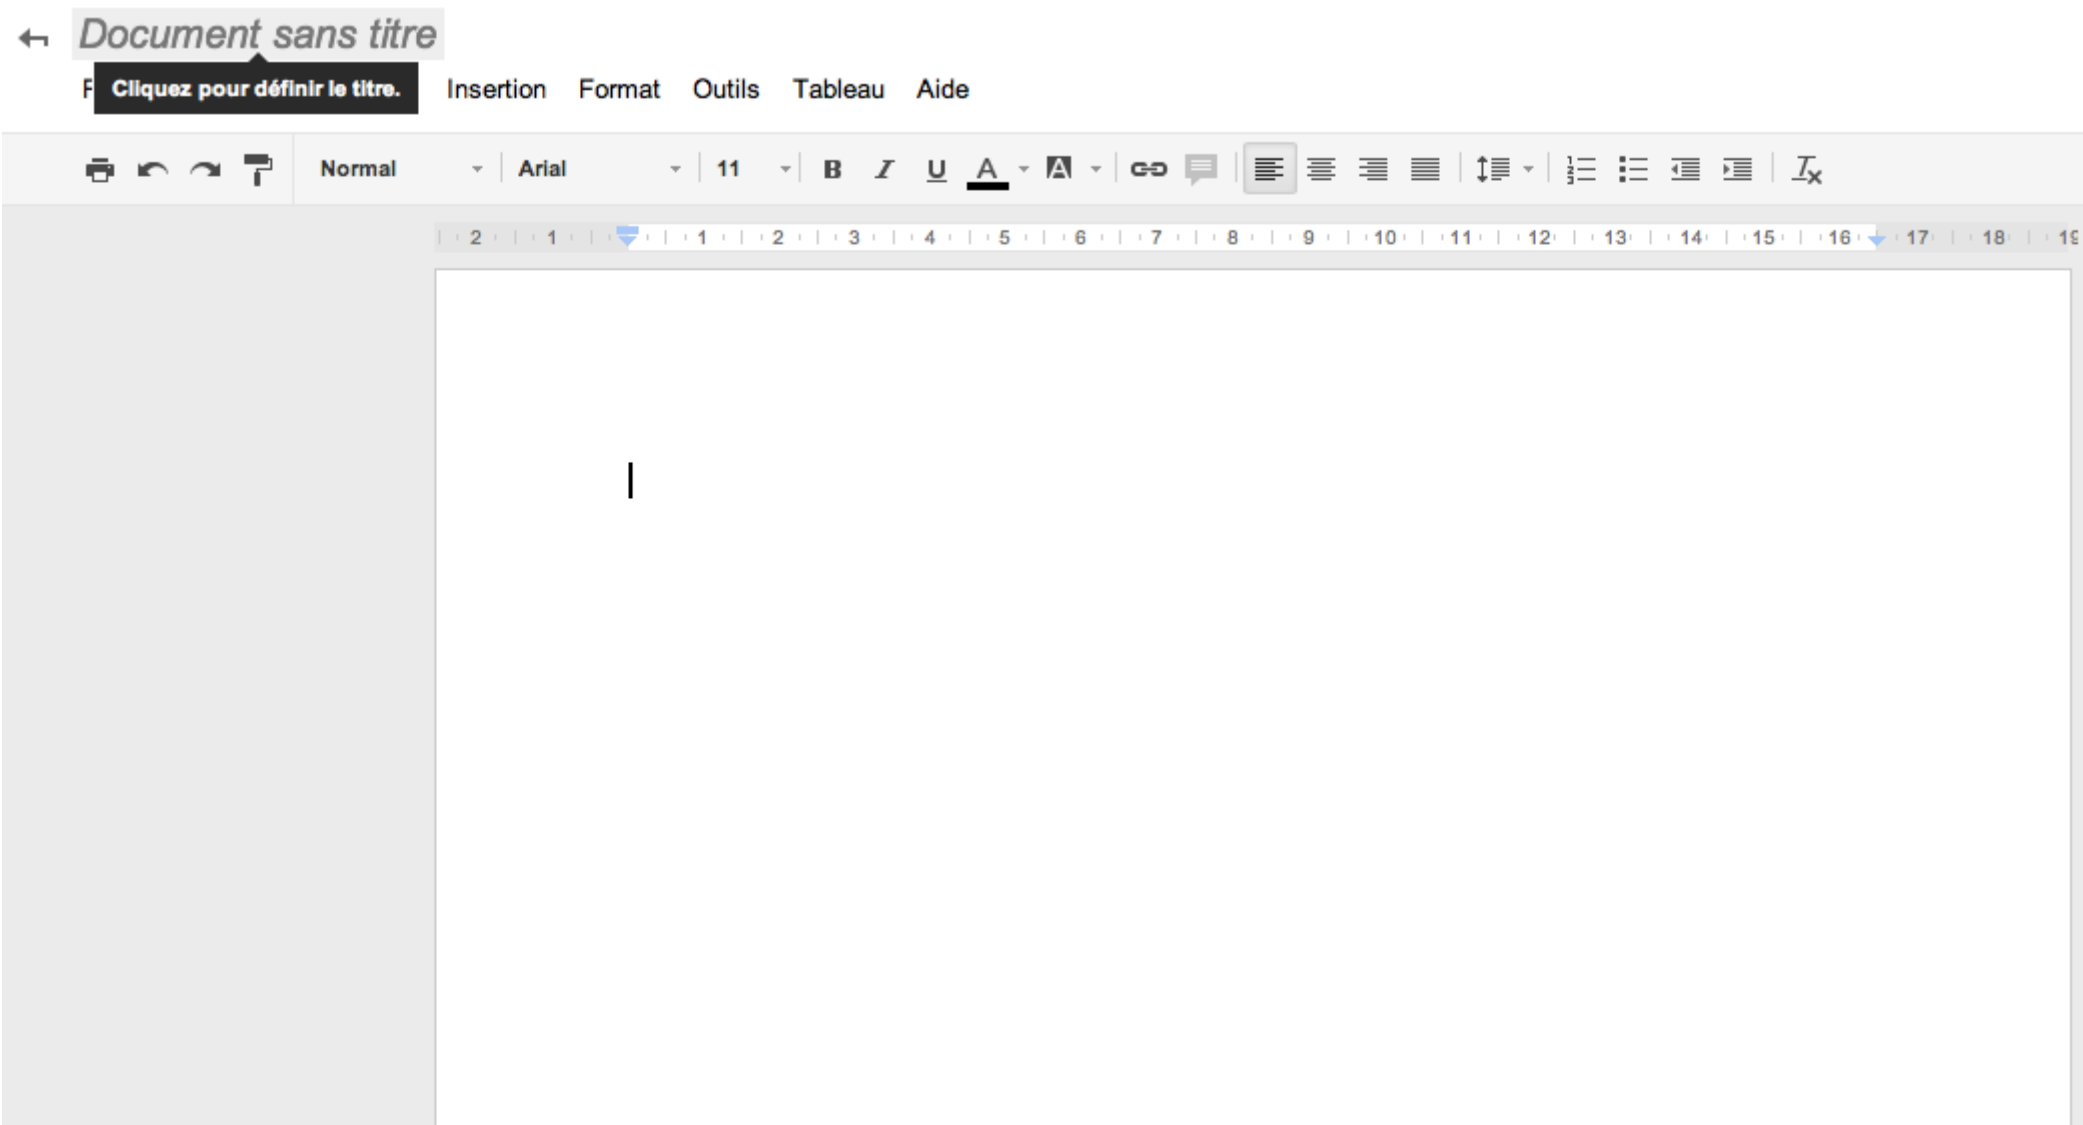 Document sans titre
Cliquez pour définir le titre.
Insertion Format Outils Tableau Aide
Normal Arial 11 B I U A A
2 1 1 2 3 4 5 6 7 8 9 10 11 12 13 14 15 16 17 18 19